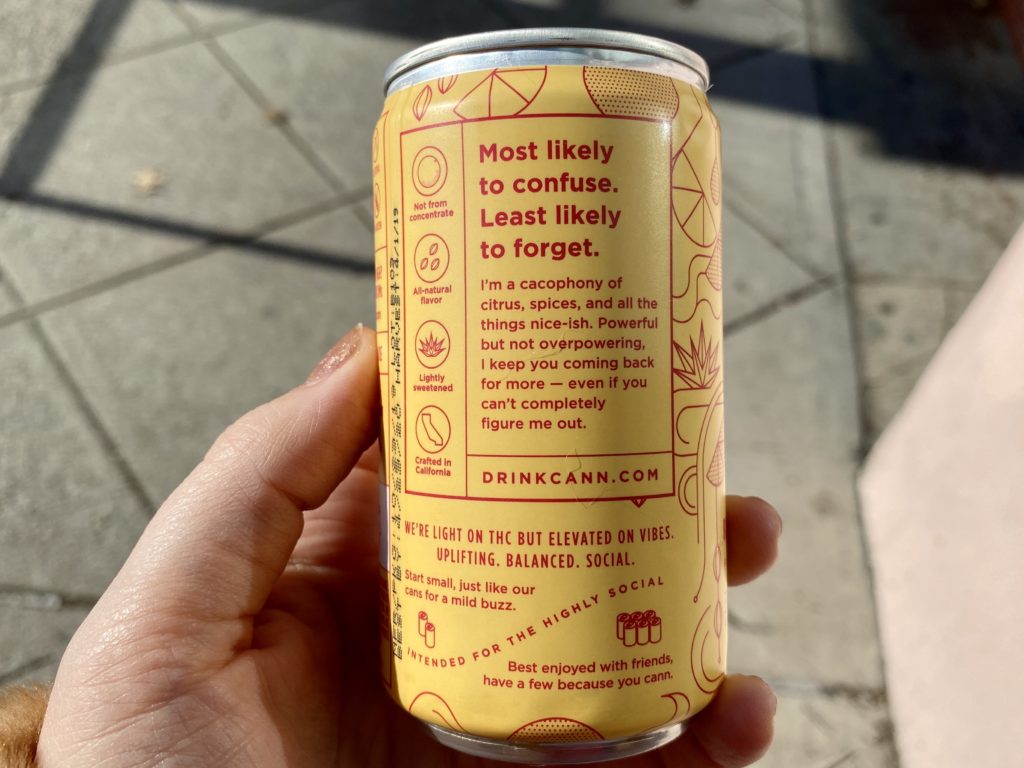 Most likely
to confuse.
Least likely
to forget.
I'm a cacophony of
citrus, spices, and all the
things nice-ish. Powerful
but not overpowering,
I keep you coming back
for more — even if you
can't completely
figure me out.
DRINKCANN.COM
Not from
concentrate
All-natural
flavor
Lightly
sweetened
Crafted in
California
WE'RE LIGHT ON THC BUT ELEVATED ON VIBES.
UPLIFTING. BALANCED. SOCIAL.
Start small, just like our
cans for a mild buzz.
INTENDED FOR THE HIGHLY SOCIAL
Best enjoyed with friends,
have a few because you cann.